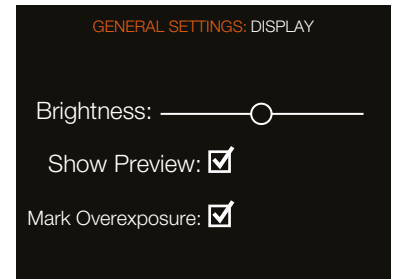 GENERAL SETTINGS: DISPLAY
Brightness:
Show Preview:
Mark Overexposure: